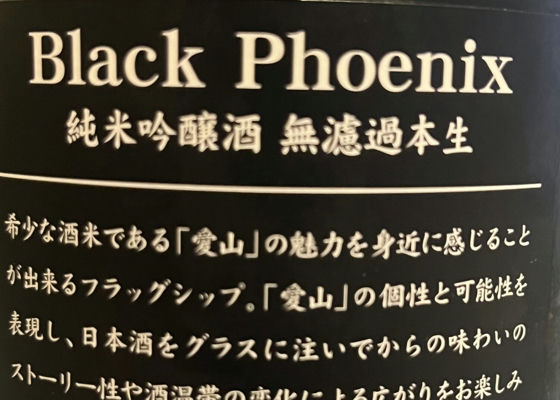 Black Phoenix
純米吟醸酒 無濾過本生
希少な酒米である「愛山」の魅力を身近に感じること
が出来るフラッグシップ。「愛山」の個性と可能性を
表現し、日本酒をグラスに注いでからの味わいの
ストーリー性や酒温帯の変化による広がりをお楽しみ